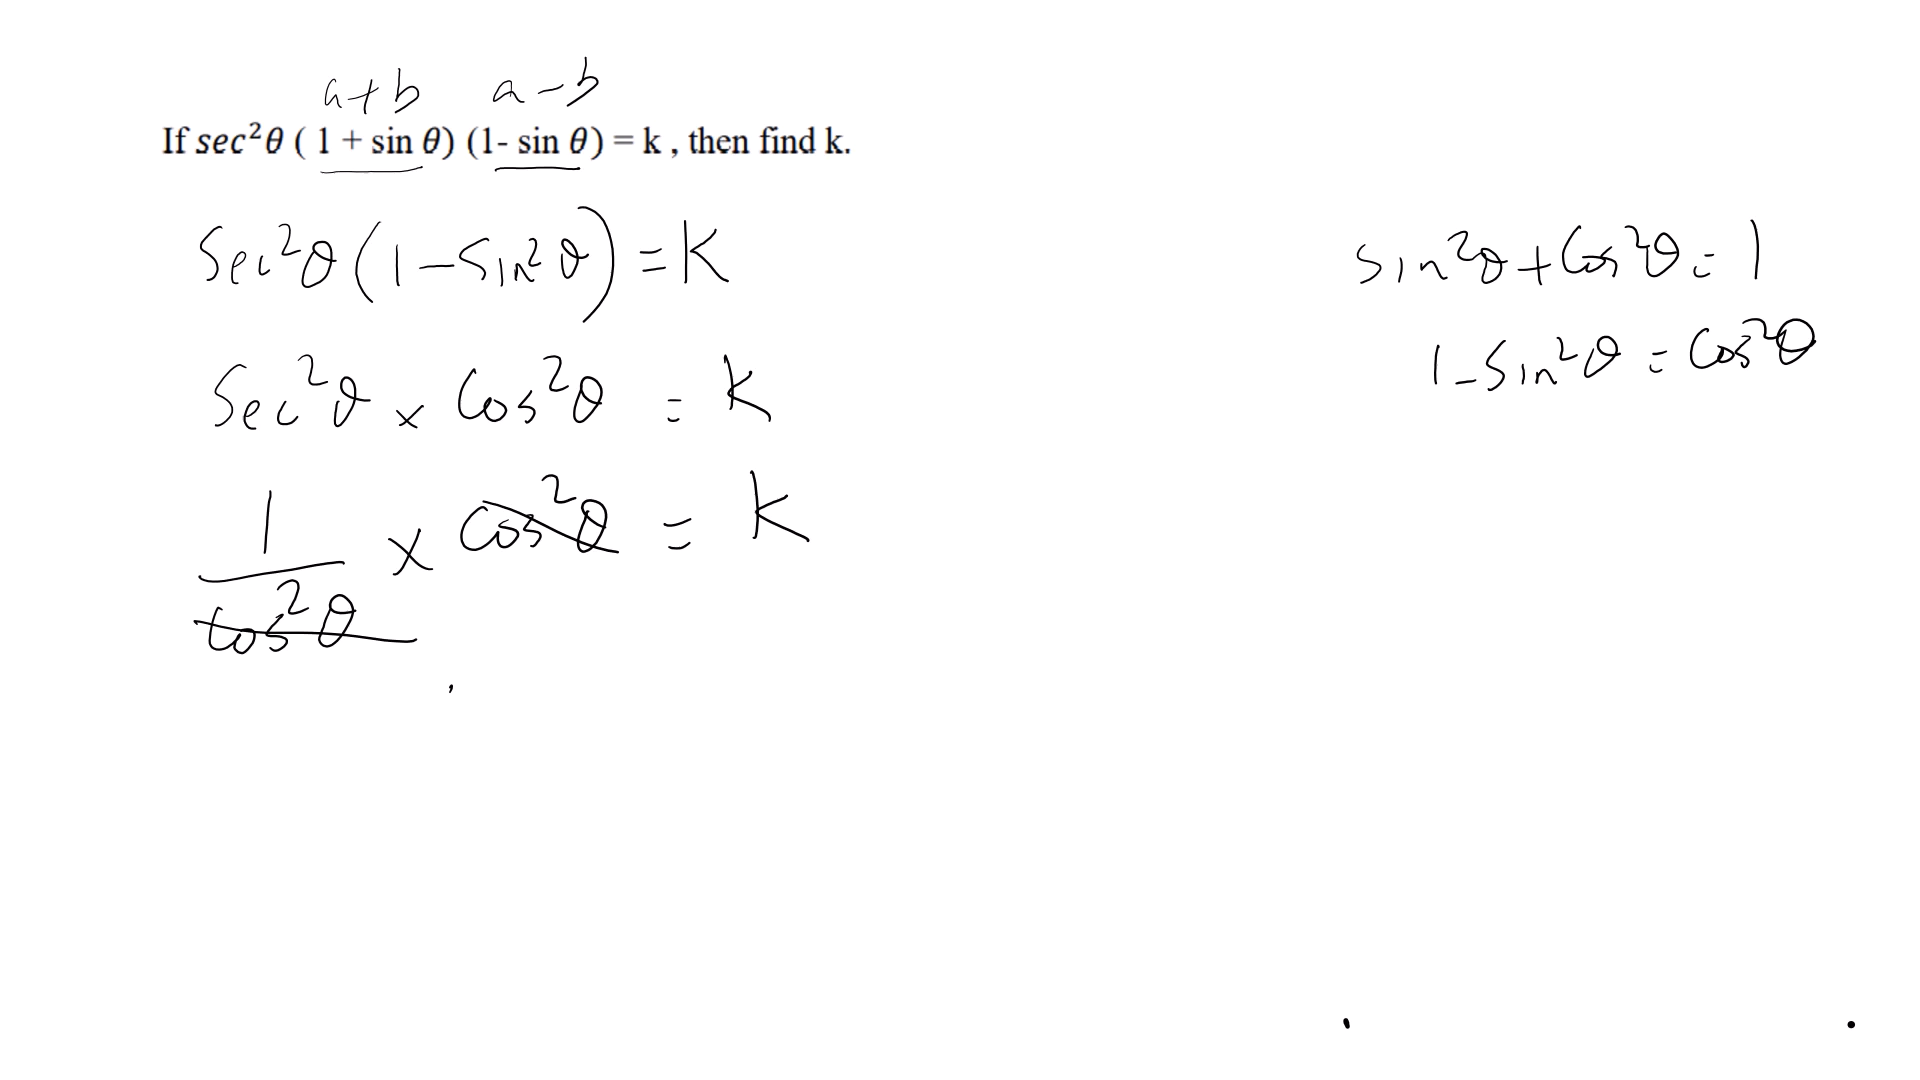 a+b a-b
If sec²θ ( 1 + sin θ) (1- sin θ) = k , then find k.
Sec²θ(1-Sin²θ) = K
sin²θ + Cos²θ = 1
1-Sin²θ = Cos²θ
Sec²θ × Cos²θ = k
1/cos²θ × cos²θ = k